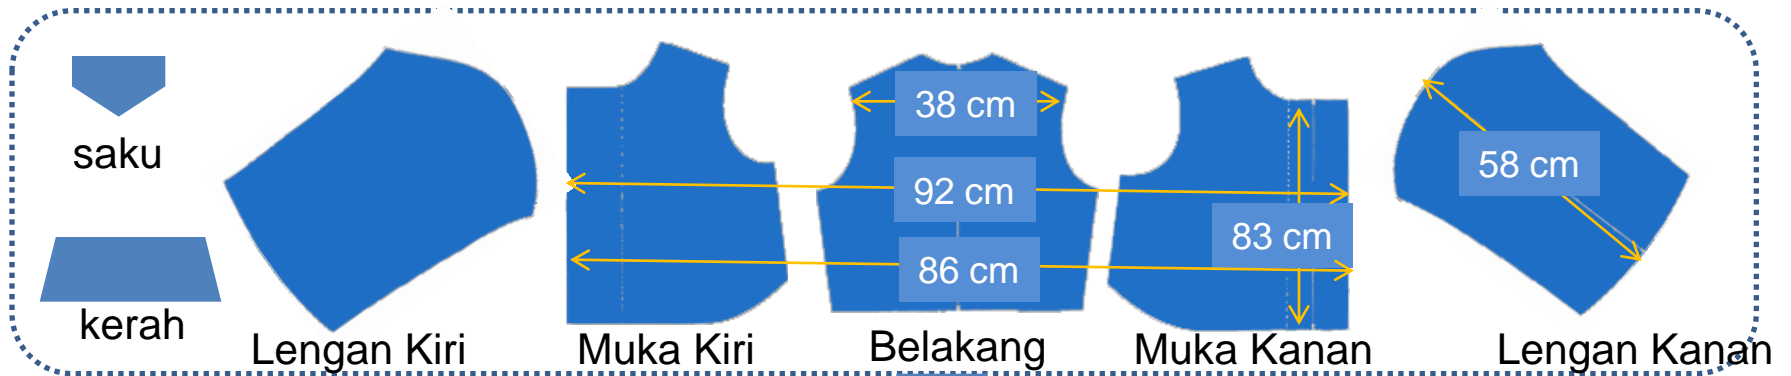 38 cm
saku
58 cm
92 cm
83 cm
86 cm
kerah
Lengan Kiri
Muka Kiri
Belakang
Muka Kanan
Lengan Kanan